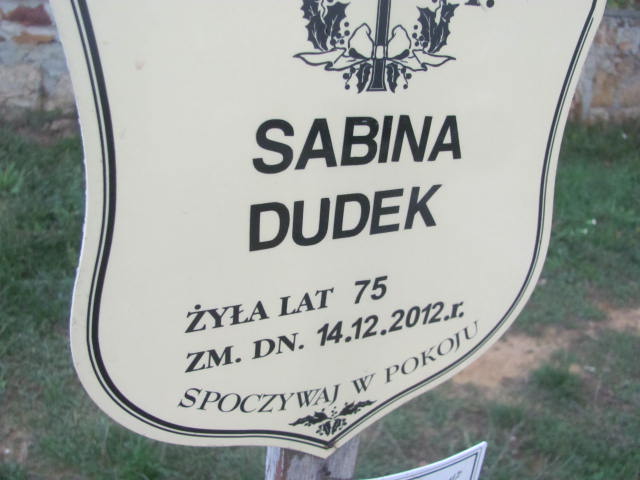 SABINA
DUDEK
ŻYŁA LAT 75
ZM. DN. 14.12.2012.r.
SPOCZYWAJ W POKOJU